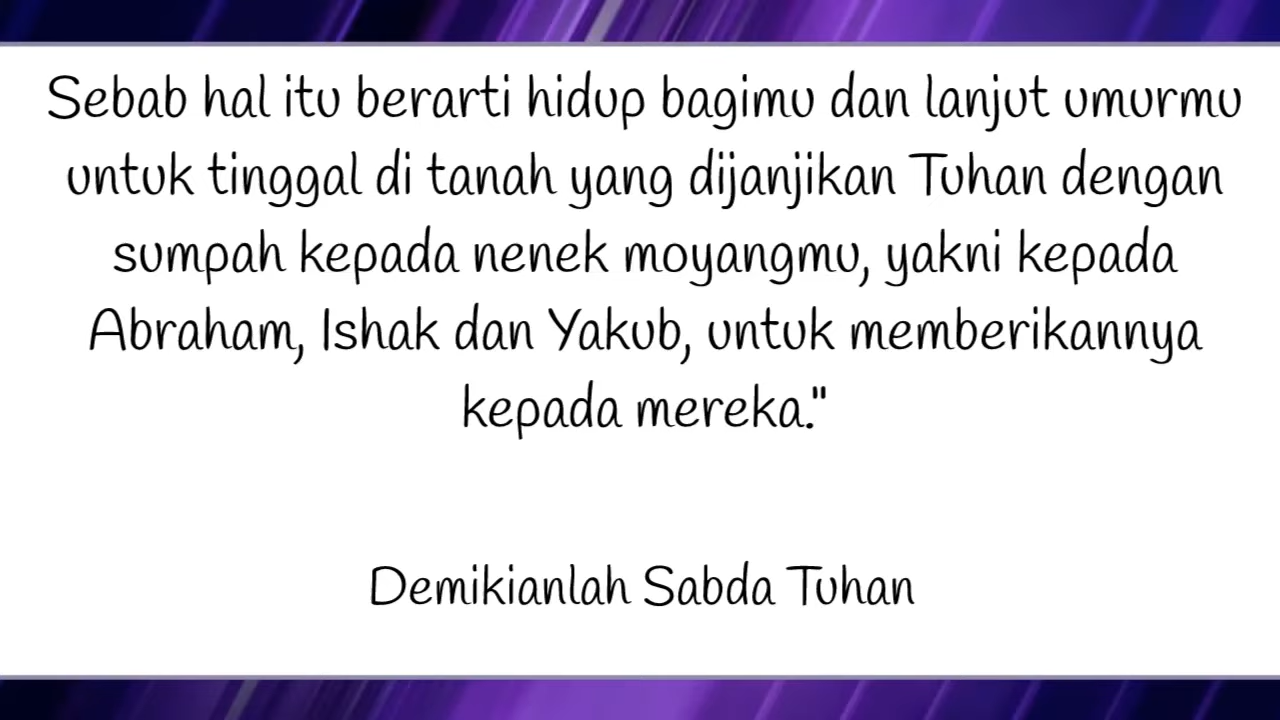 Sebab hal itu berarti hidup bagimu dan lanjut umurmu
untuk tinggal di tanah yang dijanjikan Tuhan dengan
sumpah kepada nenek moyangmu, yakni kepada
Abraham, Ishak dan Yakub, untuk memberikannya
kepada mereka."
Demikianlah Sabda Tuhan